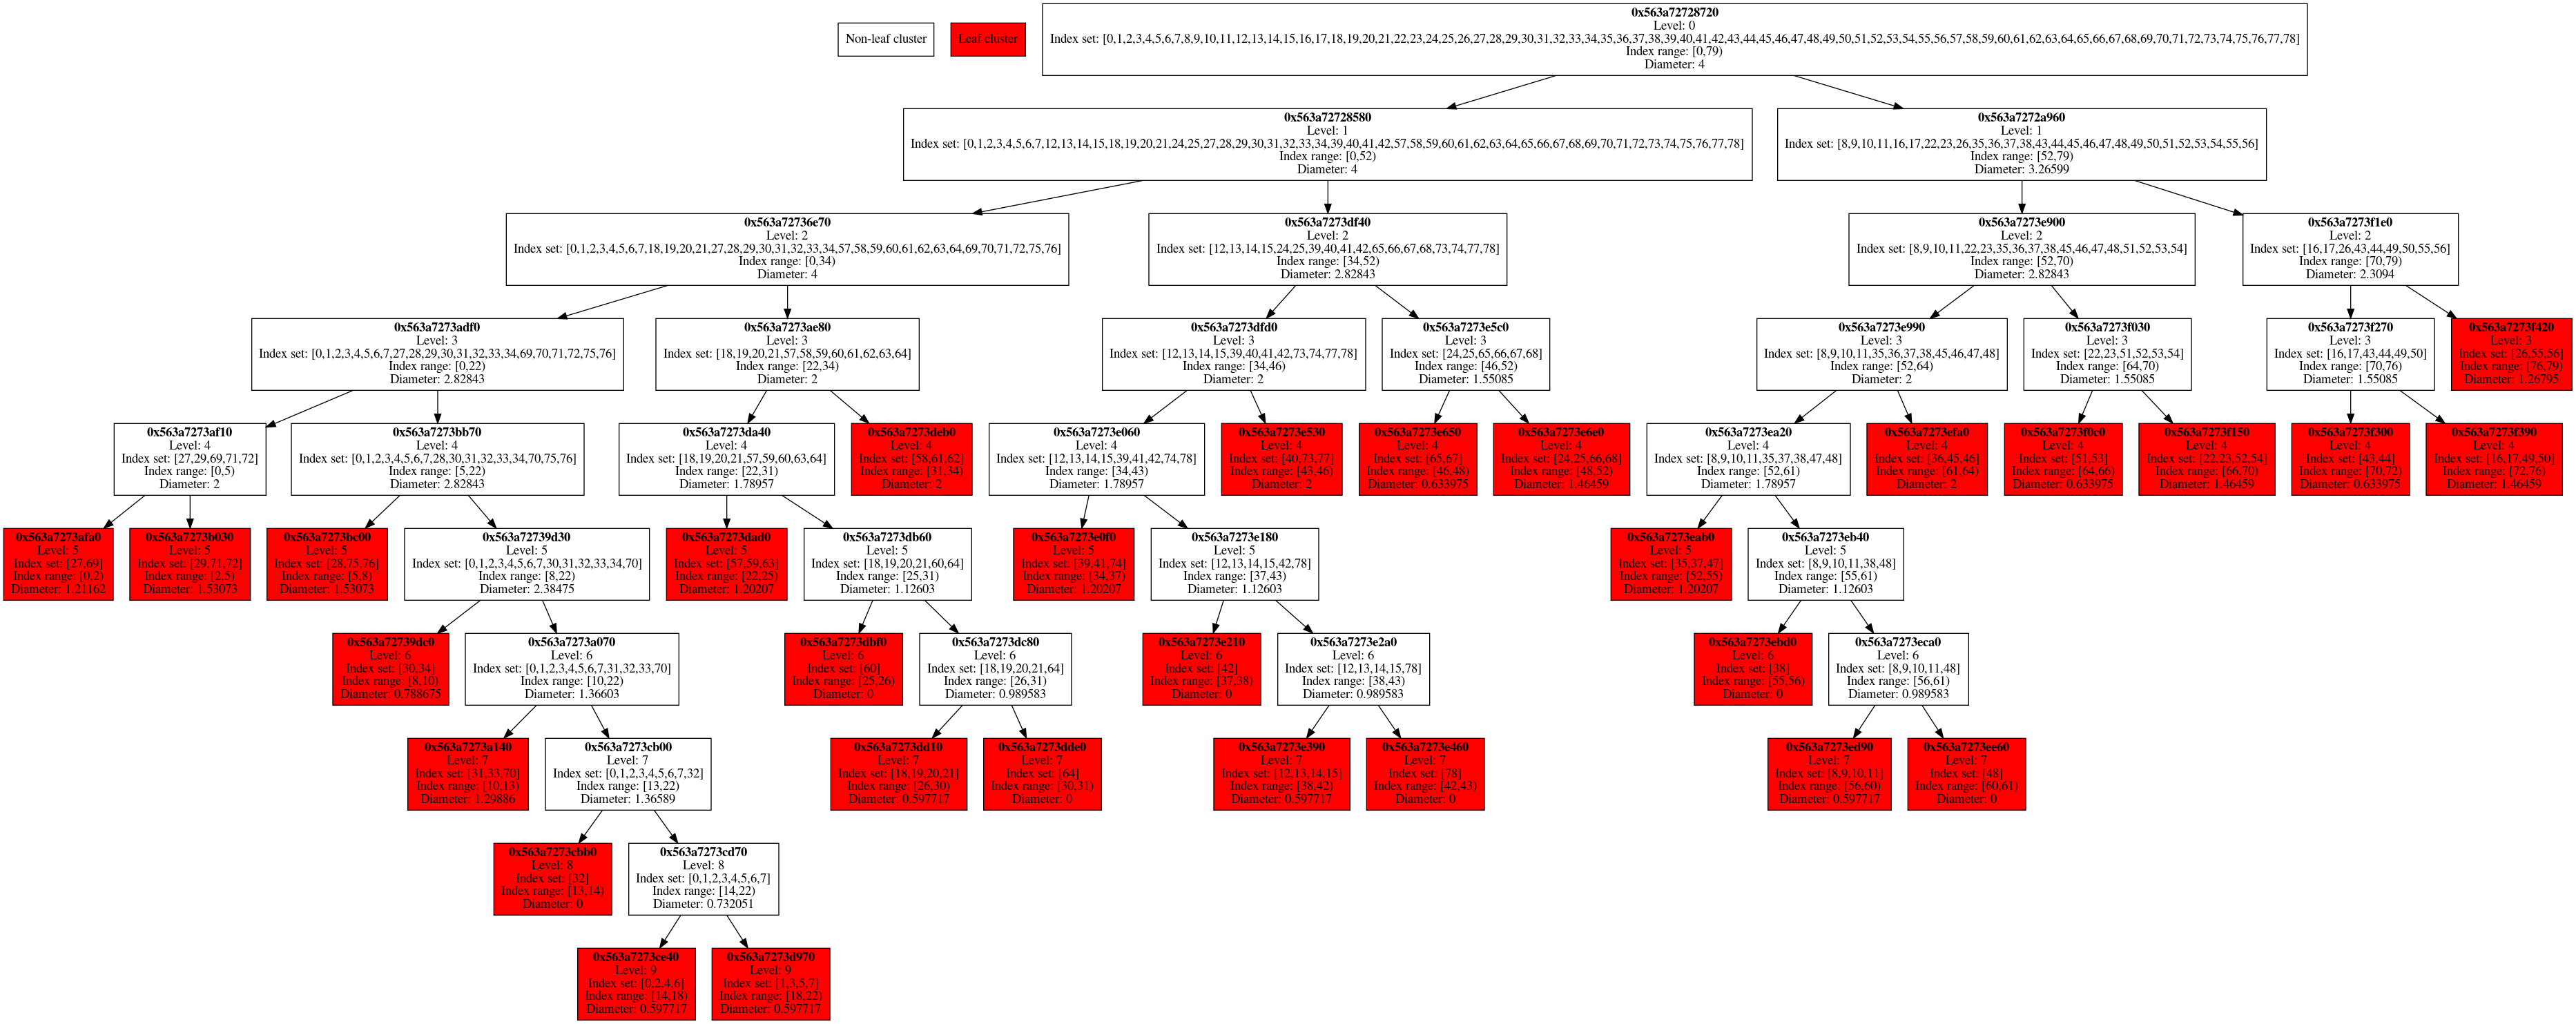 Non-leaf cluster
Leaf cluster
0x563a72728720
Level: 0
Index set: [0,1,2,3,4,5,6,7,8,9,10,11,12,13,14,15,16,17,18,19,20,21,22,23,24,25,26,27,28,29,30,31,32,33,34,35,36,37,38,39,40,41,42,43,44,45,46,47,48,49,50,51,52,53,54,55,56,57,58,59,60,61,62,63,64,65,66,67,68,69,70,71,72,73,74,75,76,77,78]
Index range: [0,79)
Diameter: 4
0x563a72728580
Level: 1
Index set: [0,1,2,3,4,5,6,7,12,13,14,15,18,19,20,21,24,25,27,28,29,30,31,32,33,34,39,40,41,42,57,58,59,60,61,62,63,64,65,66,67,68,69,70,71,72,73,74,75,76,77,78]
Index range: [0,52)
Diameter: 4
0x563a7272a960
Level: 1
Index set: [8,9,10,11,16,17,22,23,26,35,36,37,38,43,44,45,46,47,48,49,50,51,52,53,54,55,56]
Index range: [52,79)
Diameter: 3.26599
0x563a72736e70
Level: 2
Index set: [0,1,2,3,4,5,6,7,18,19,20,21,27,28,29,30,31,32,33,34,57,58,59,60,61,62,63,64,69,70,71,72,75,76]
Index range: [0,34)
Diameter: 4
0x563a7273df40
Level: 2
Index set: [12,13,14,15,24,25,39,40,41,42,65,66,67,68,73,74,77,78]
Index range: [34,52)
Diameter: 2.82843
0x563a7273e900
Level: 2
Index set: [8,9,10,11,22,23,35,36,37,38,45,46,47,48,51,52,53,54]
Index range: [52,70)
Diameter: 2.82843
0x563a7273f1e0
Level: 2
Index set: [16,17,26,43,44,49,50,55,56]
Index range: [70,79)
Diameter: 2.3094
0x563a7273adf0
Level: 3
Index set: [0,1,2,3,4,5,6,7,27,28,29,30,31,32,33,34,69,70,71,72,75,76]
Index range: [0,22)
Diameter: 2.82843
0x563a7273ae80
Level: 3
Index set: [18,19,20,21,57,58,59,60,61,62,63,64]
Index range: [22,34)
Diameter: 2
0x563a7273dfd0
Level: 3
Index set: [12,13,14,15,39,40,41,42,73,74,77,78]
Index range: [34,46)
Diameter: 2
0x563a7273e5c0
Level: 3
Index set: [24,25,65,66,67,68]
Index range: [46,52)
Diameter: 1.55085
0x563a7273e990
Level: 3
Index set: [8,9,10,11,35,36,37,38,45,46,47,48]
Index range: [52,64)
Diameter: 2
0x563a7273f030
Level: 3
Index set: [22,23,51,52,53,54]
Index range: [64,70)
Diameter: 1.55085
0x563a7273f270
Level: 3
Index set: [16,17,43,44,49,50]
Index range: [70,76)
Diameter: 1.55085
0x563a7273f420
Level: 3
Index set: [26,55,56]
Index range: [76,79)
Diameter: 1.26795
0x563a7273af10
Level: 4
Index set: [27,29,69,71,72]
Index range: [0,5)
Diameter: 2
0x563a7273bb70
Level: 4
Index set: [0,1,2,3,4,5,6,7,28,30,31,32,33,34,70,75,76]
Index range: [5,22)
Diameter: 2.82843
0x563a7273da40
Level: 4
Index set: [18,19,20,21,57,59,60,63,64]
Index range: [22,31)
Diameter: 1.78957
0x563a7273deb0
Level: 4
Index set: [58,61,62]
Index range: [31,34)
Diameter: 2
0x563a7273e060
Level: 4
Index set: [12,13,14,15,39,41,42,74,78]
Index range: [34,43)
Diameter: 1.78957
0x563a7273e530
Level: 4
Index set: [40,73,77]
Index range: [43,46)
Diameter: 2
0x563a7273e650
Level: 4
Index set: [65,67]
Index range: [46,48)
Diameter: 0.633975
0x563a7273e6e0
Level: 4
Index set: [24,25,66,68]
Index range: [48,52)
Diameter: 1.46459
0x563a7273ea20
Level: 4
Index set: [8,9,10,11,35,37,38,47,48]
Index range: [52,61)
Diameter: 1.78957
0x563a7273efa0
Level: 4
Index set: [36,45,46]
Index range: [61,64)
Diameter: 2
0x563a7273f0c0
Level: 4
Index set: [51,53]
Index range: [64,66)
Diameter: 0.633975
0x563a7273f150
Level: 4
Index set: [22,23,52,54]
Index range: [66,70)
Diameter: 1.46459
0x563a7273f300
Level: 4
Index set: [43,44]
Index range: [70,72)
Diameter: 0.633975
0x563a7273f390
Level: 4
Index set: [16,17,49,50]
Index range: [72,76)
Diameter: 1.46459
0x563a7273afa0
Level: 5
Index set: [27,69]
Index range: [0,2)
Diameter: 1.21162
0x563a7273b030
Level: 5
Index set: [29,71,72]
Index range: [2,5)
Diameter: 1.53073
0x563a7273bc00
Level: 5
Index set: [28,75,76]
Index range: [5,8)
Diameter: 1.53073
0x563a72739d30
Level: 5
Index set: [0,1,2,3,4,5,6,7,30,31,32,33,34,70]
Index range: [8,22)
Diameter: 2.38475
0x563a7273dad0
Level: 5
Index set: [57,59,63]
Index range: [22,25)
Diameter: 1.20207
0x563a7273db60
Level: 5
Index set: [18,19,20,21,60,64]
Index range: [25,31)
Diameter: 1.12603
0x563a7273e0f0
Level: 5
Index set: [39,41,74]
Index range: [34,37)
Diameter: 1.20207
0x563a7273e180
Level: 5
Index set: [12,13,14,15,42,78]
Index range: [37,43)
Diameter: 1.12603
0x563a7273eab0
Level: 5
Index set: [35,37,47]
Index range: [52,55)
Diameter: 1.20207
0x563a7273eb40
Level: 5
Index set: [8,9,10,11,38,48]
Index range: [55,61)
Diameter: 1.12603
0x563a72739dc0
Level: 6
Index set: [30,34]
Index range: [8,10)
Diameter: 0.788675
0x563a7273a070
Level: 6
Index set: [0,1,2,3,4,5,6,7,31,32,33,70]
Index range: [10,22)
Diameter: 1.36603
0x563a7273dbf0
Level: 6
Index set: [60]
Index range: [25,26)
Diameter: 0
0x563a7273dc80
Level: 6
Index set: [18,19,20,21,64]
Index range: [26,31)
Diameter: 0.989583
0x563a7273e210
Level: 6
Index set: [42]
Index range: [37,38)
Diameter: 0
0x563a7273e2a0
Level: 6
Index set: [12,13,14,15,78]
Index range: [38,43)
Diameter: 0.989583
0x563a7273ebd0
Level: 6
Index set: [38]
Index range: [55,56)
Diameter: 0
0x563a7273eca0
Level: 6
Index set: [8,9,10,11,48]
Index range: [56,61)
Diameter: 0.989583
0x563a7273a140
Level: 7
Index set: [31,33,70]
Index range: [10,13)
Diameter: 1.29886
0x563a7273cb00
Level: 7
Index set: [0,1,2,3,4,5,6,7,32]
Index range: [13,22)
Diameter: 1.36589
0x563a7273dd10
Level: 7
Index set: [18,19,20,21]
Index range: [26,30)
Diameter: 0.597717
0x563a7273dde0
Level: 7
Index set: [64]
Index range: [30,31)
Diameter: 0
0x563a7273e390
Level: 7
Index set: [12,13,14,15]
Index range: [38,42)
Diameter: 0.597717
0x563a7273e460
Level: 7
Index set: [78]
Index range: [42,43)
Diameter: 0
0x563a7273ed90
Level: 7
Index set: [8,9,10,11]
Index range: [56,60)
Diameter: 0.597717
0x563a7273ee60
Level: 7
Index set: [48]
Index range: [60,61)
Diameter: 0
0x563a7273cbb0
Level: 8
Index set: [32]
Index range: [13,14)
Diameter: 0
0x563a7273cd70
Level: 8
Index set: [0,1,2,3,4,5,6,7]
Index range: [14,22)
Diameter: 0.732051
0x563a7273ce40
Level: 9
Index set: [0,2,4,6]
Index range: [14,18)
Diameter: 0.597717
0x563a7273d970
Level: 9
Index set: [1,3,5,7]
Index range: [18,22)
Diameter: 0.597717